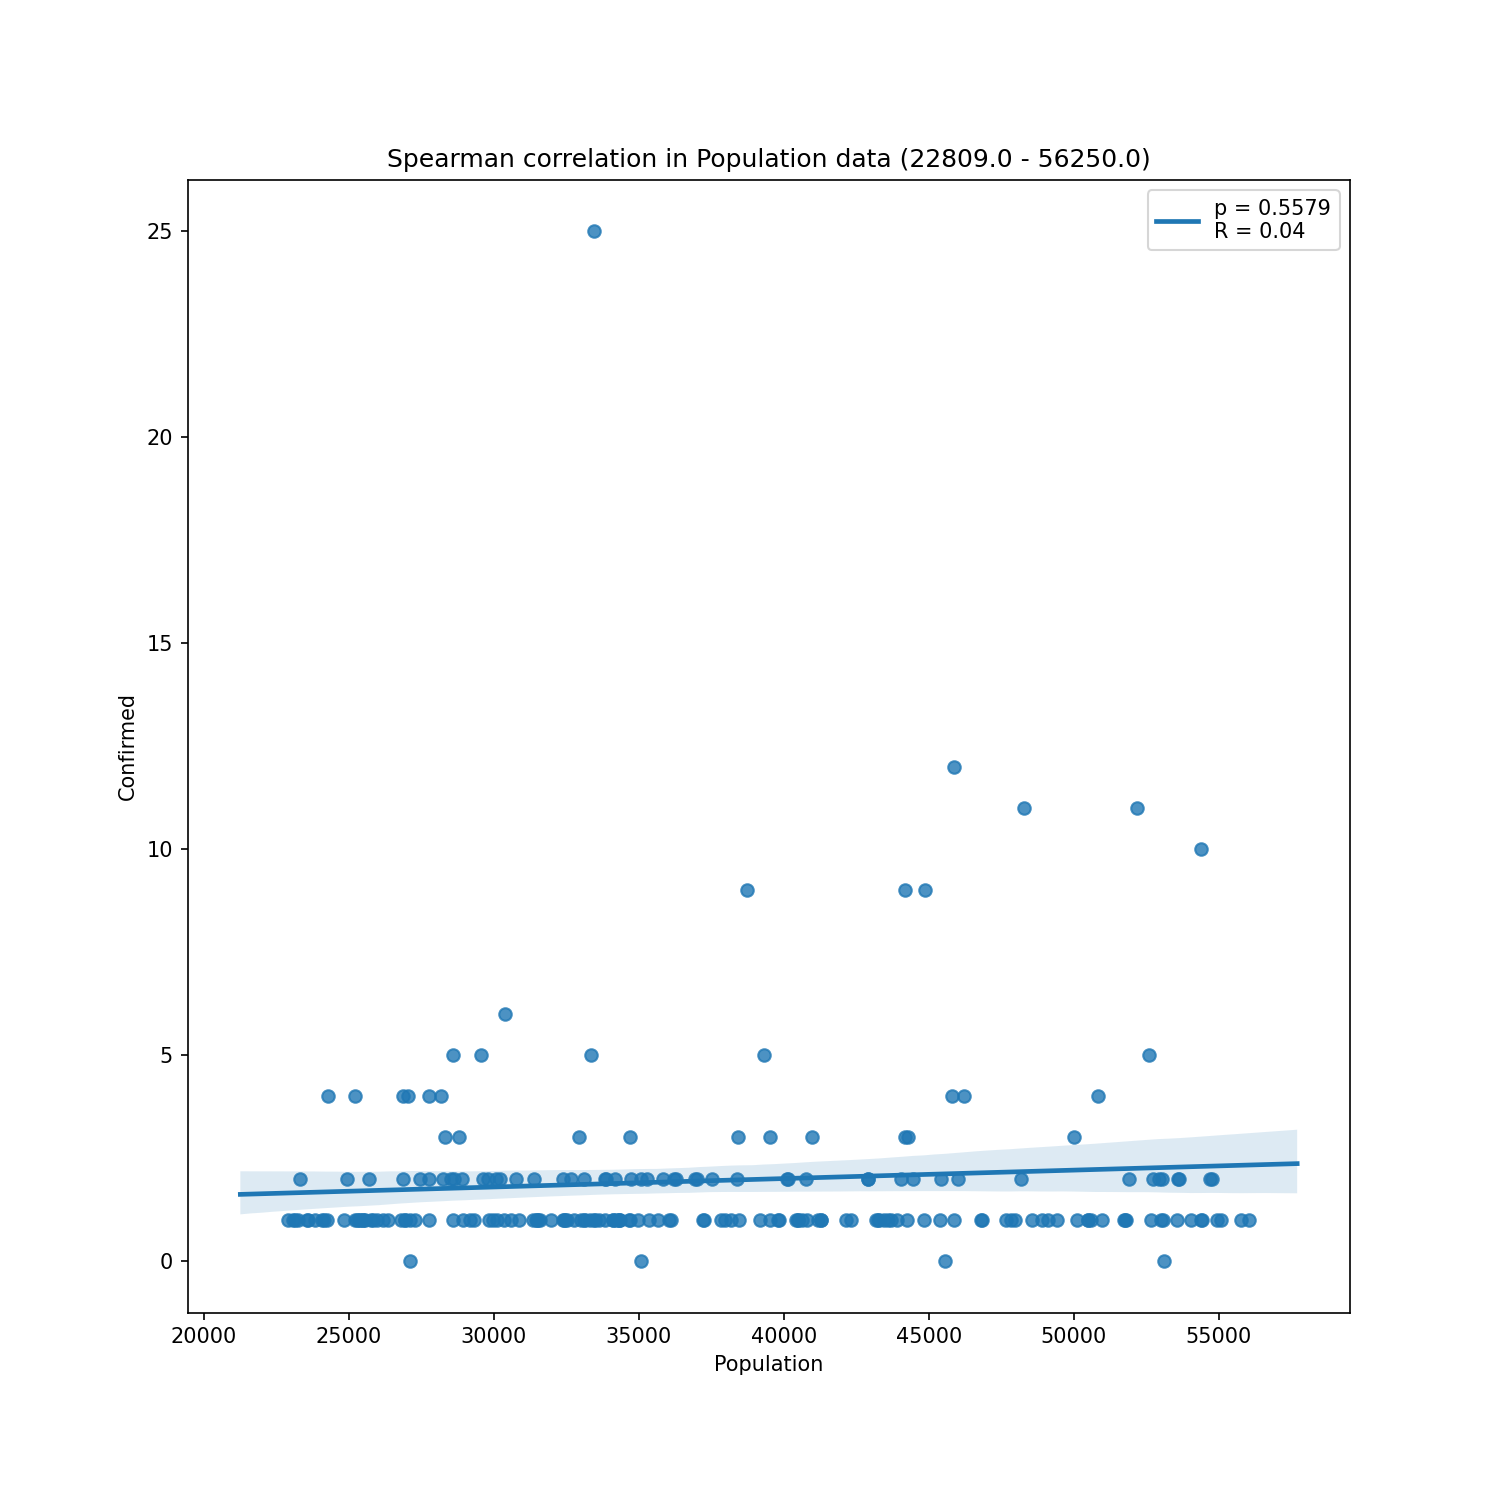 Spearman correlation in Population data (22809.0 - 56250.0)
p = 0.5579
R = 0.04
25
20
15
10
5
0
Confirmed
20000 25000 30000 35000 40000 45000 50000 55000
Population